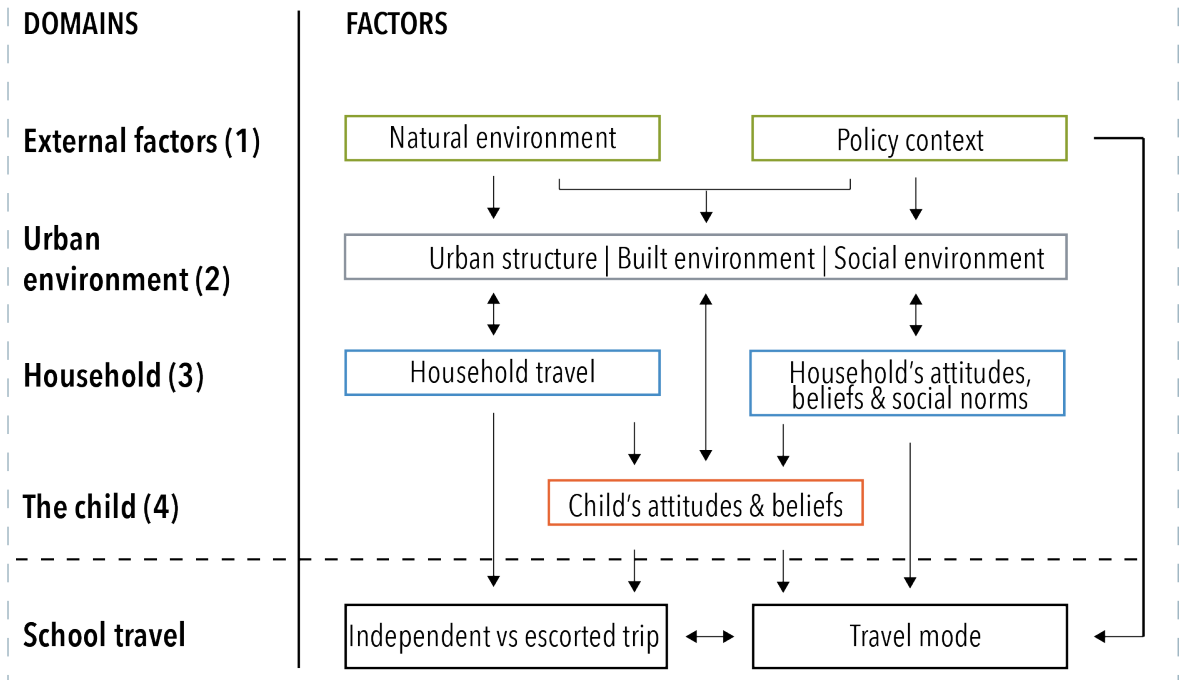 DOMAINS
FACTORS
External factors (1)
Natural environment
Policy context
Urban
environment (2)
Urban structure | Built environment | Social environment
Household (3)
Household travel
Household’s attitudes,
beliefs & social norms
The child (4)
Child’s attitudes & beliefs
School travel
Independent vs escorted trip
Travel mode